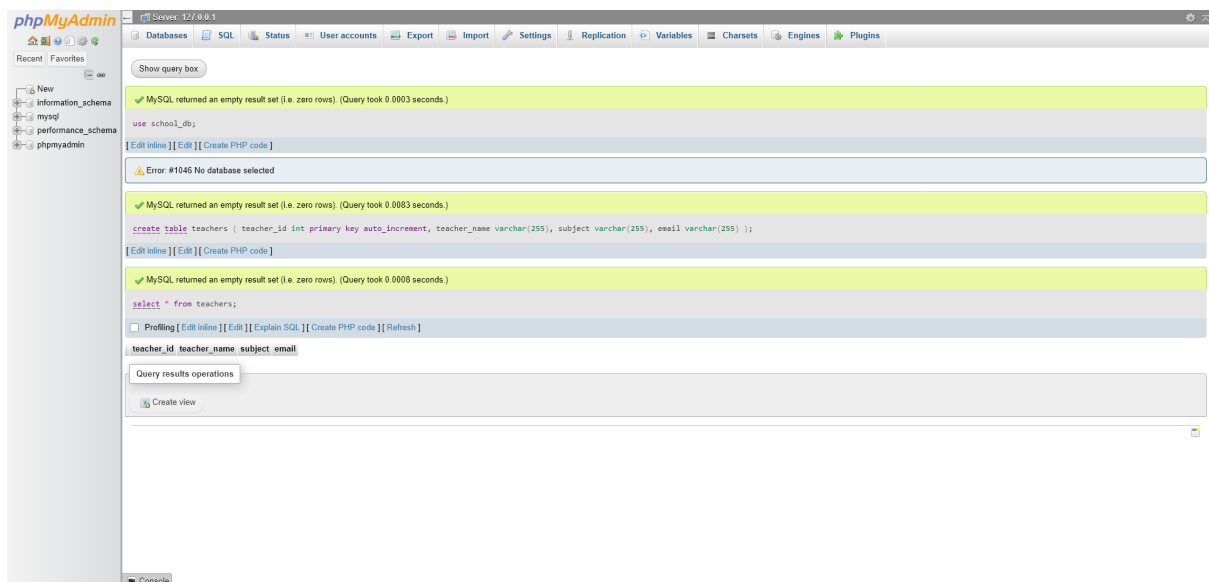 phpMyAdmin
Server: 127.0.0.1
Databases SQL Status User accounts Export Import Settings Replication Variables Charsets Engines Plugins
Recent Favorites
New
information_schema
mysql
performance_schema
phpmyadmin
Show query box
MySQL returned an empty result set (i.e. zero rows). (Query took 0.0003 seconds.)
use school_db;
[ Edit inline ] [ Edit ] [ Create PHP code ]
Error: #1046 No database selected
MySQL returned an empty result set (i.e. zero rows). (Query took 0.0083 seconds.)
create table teachers ( teacher_id int primary key auto_increment, teacher_name varchar(255), subject varchar(255), email varchar(255) );
[ Edit inline ] [ Edit ] [ Create PHP code ]
MySQL returned an empty result set (i.e. zero rows). (Query took 0.0008 seconds.)
select * from teachers;
Profiling [ Edit inline ] [ Edit ] [ Explain SQL ] [ Create PHP code ] [ Refresh ]
teacher_id teacher_name subject email
Query results operations
Create view
Console